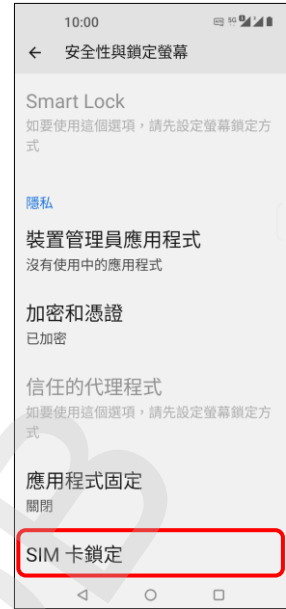 10:00
5G
安全性與鎖定螢幕
Smart Lock
如要使用這個選項，請先設定螢幕鎖定方
式
隱私
裝置管理員應用程式
沒有使用中的應用程式
加密和憑證
已加密
信任的代理程式
如要使用這個選項，請先設定螢幕鎖定方
式
應用程式固定
關閉
SIM 卡鎖定